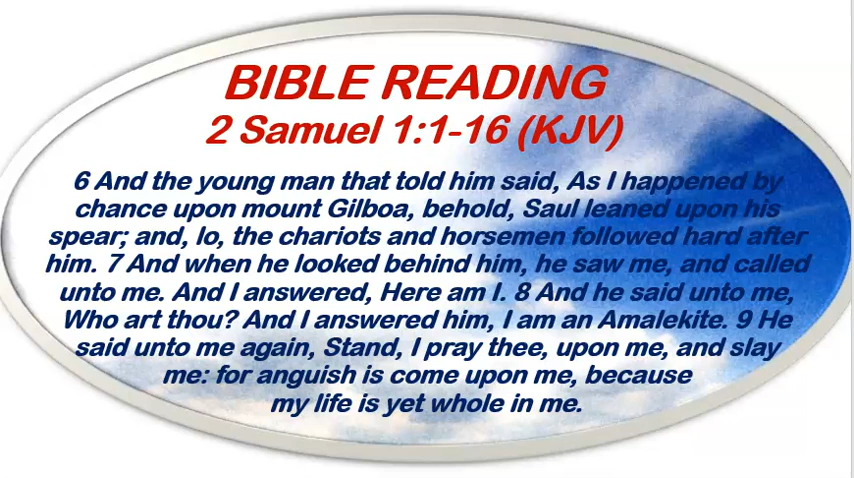 BIBLE READING
2 Samuel 1:1-16 (KJV)
6 And the young man that told him said, As I happened by
chance upon mount Gilboa, behold, Saul leaned upon his
spear; and, lo, the chariots and horsemen followed hard after
him. 7 And when he looked behind him, he saw me, and called
unto me. And I answered, Here am I. 8 And he said unto me,
Who art thou? And I answered him, I am an Amalekite. 9 He
said unto me again, Stand, I pray thee, upon me, and slay
me: for anguish is come upon me, because
my life is yet whole in me.